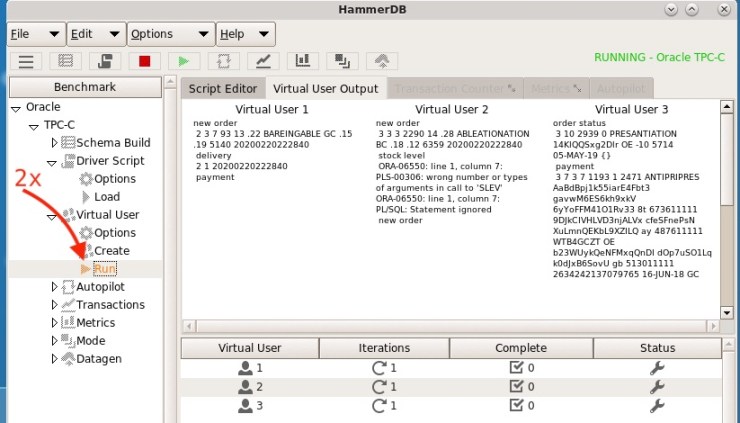 HammerDB
File Edit Options Help
RUNNING - Oracle TPC-C
Benchmark
Script Editor Virtual User Output Transaction Counter Metrics Autopilot
Oracle
TPC-C
Schema Build
Driver Script
Options
Load
2x
Virtual User
Options
Create
Run
Autopilot
Transactions
Metrics
Mode
Datagen
Virtual User 1
new order
2 3 7 93 13 .22 BAREINGABLE GC .15
.19 5140 20200220222840
delivery
2 1 20200220222840
payment
Virtual User 2
new order
3 3 3 2290 14 .28 ABLEATIONATION
BC .18 .12 6359 20200220222840
stock level
ORA-06550: line 1, column 7:
PLS-00306: wrong number or types
of arguments in call to 'SLEV'
ORA-06550: line 1, column 7:
PL/SQL: Statement ignored
new order
Virtual User 3
order status
3 10 2939 0 PRESANTIATION
14KIQQSxg2DIr OE -10 5714
05-MAY-19 {}
payment
3 7 3 7 1193 1 2471 ANTIPRIPRES
AaBdBpj1k55iarE4Fbt3
gavwM6ES6kh9xkV
6yYoFFM41O1Rv33 8t 673611111
9DJkCIVHLVD3njALVx cfeSFnePsN
XuLmnQEKbL9XZILQ ay 487611111
WTB4GCZT OE
b23WUykQeNFMxqQnDI dOp7uSO1Lq
k0dJxB6SovU gb 513011111
2634242137079765 16-JUN-18 GC
Virtual User Iterations Complete Status
1 1 0
2 1 0
3 1 0